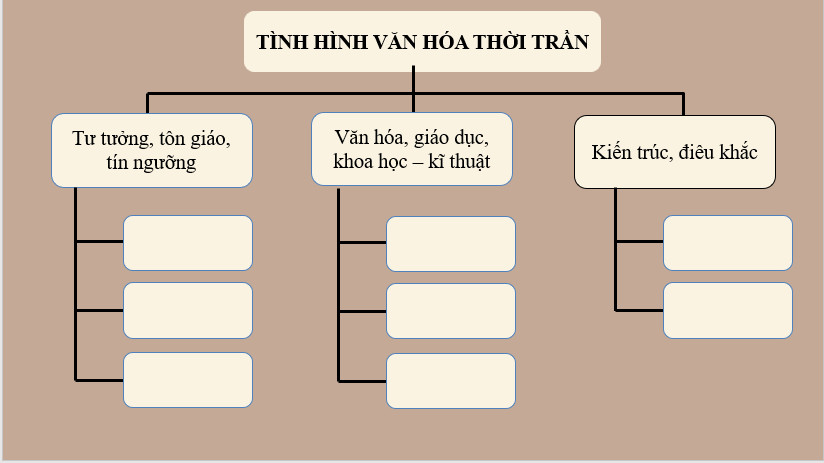 TÌNH HÌNH VĂN HÓA THỜI TRẦN
Tư tưởng, tôn giáo,
tín ngưỡng
Văn hóa, giáo dục,
khoa học – kĩ thuật
Kiến trúc, điêu khắc